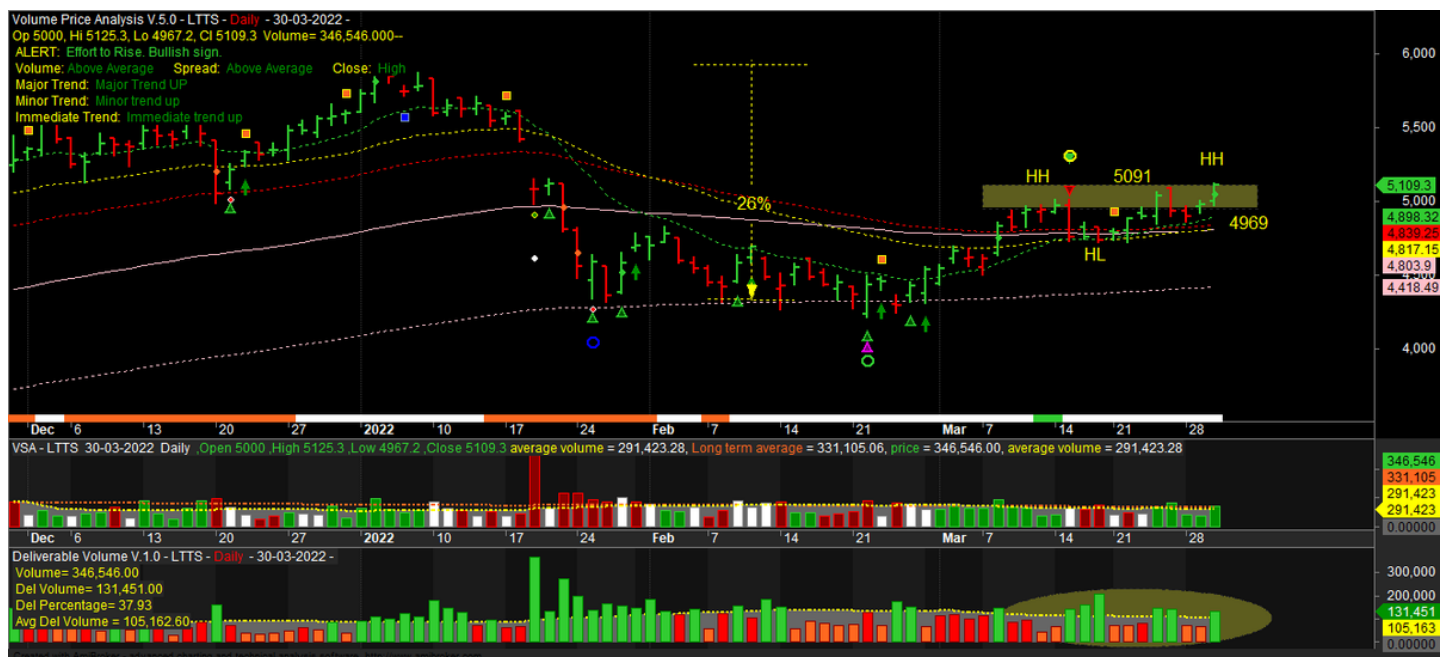 Volume Price Analysis V.5.0 - LTTS - Daily - 30-03-2022 -
Op 5000, Hi 5125.3, Lo 4967.2, Cl 5109.3 Volume= 346,546.000--
ALERT: Effort to Rise. Bullish sign.
Volume: Above Average Spread: Above Average Close: High
Major Trend: Major Trend UP
Minor Trend: Minor trend up
Immediate Trend: Immediate trend up
26%
HH
5091
HH
4969
HL
6,000
5,500
5,109.3
5,000
4,898.32
4,839.25
4,817.15
4,803.9
4,418.49
4,000
Dec 6 13 20 27 2022 10 17 24 Feb 7 14 21 Mar 7 14 21 28
VSA - LTTS 30-03-2022 Daily ,Open 5000 ,High 5125.3 ,Low 4967.2 ,Close 5109.3 average volume = 291,423.28, Long term average = 331,105.06, price = 346,546.00, average volume = 291,423.28
346,546
331,105
291,423
291,423
0.00000
Dec 6 13 20 27 2022 10 17 24 Feb 7 14 21 Mar 7 14 21 28
Deliverable Volume V.1.0 - LTTS - Daily - 30-03-2022 -
Volume= 346,546.00
Del Volume= 131,451.00
Del Percentage= 37.93
Avg Del Volume = 105,162.60
300,000
200,000
131,451
105,163
0.00000